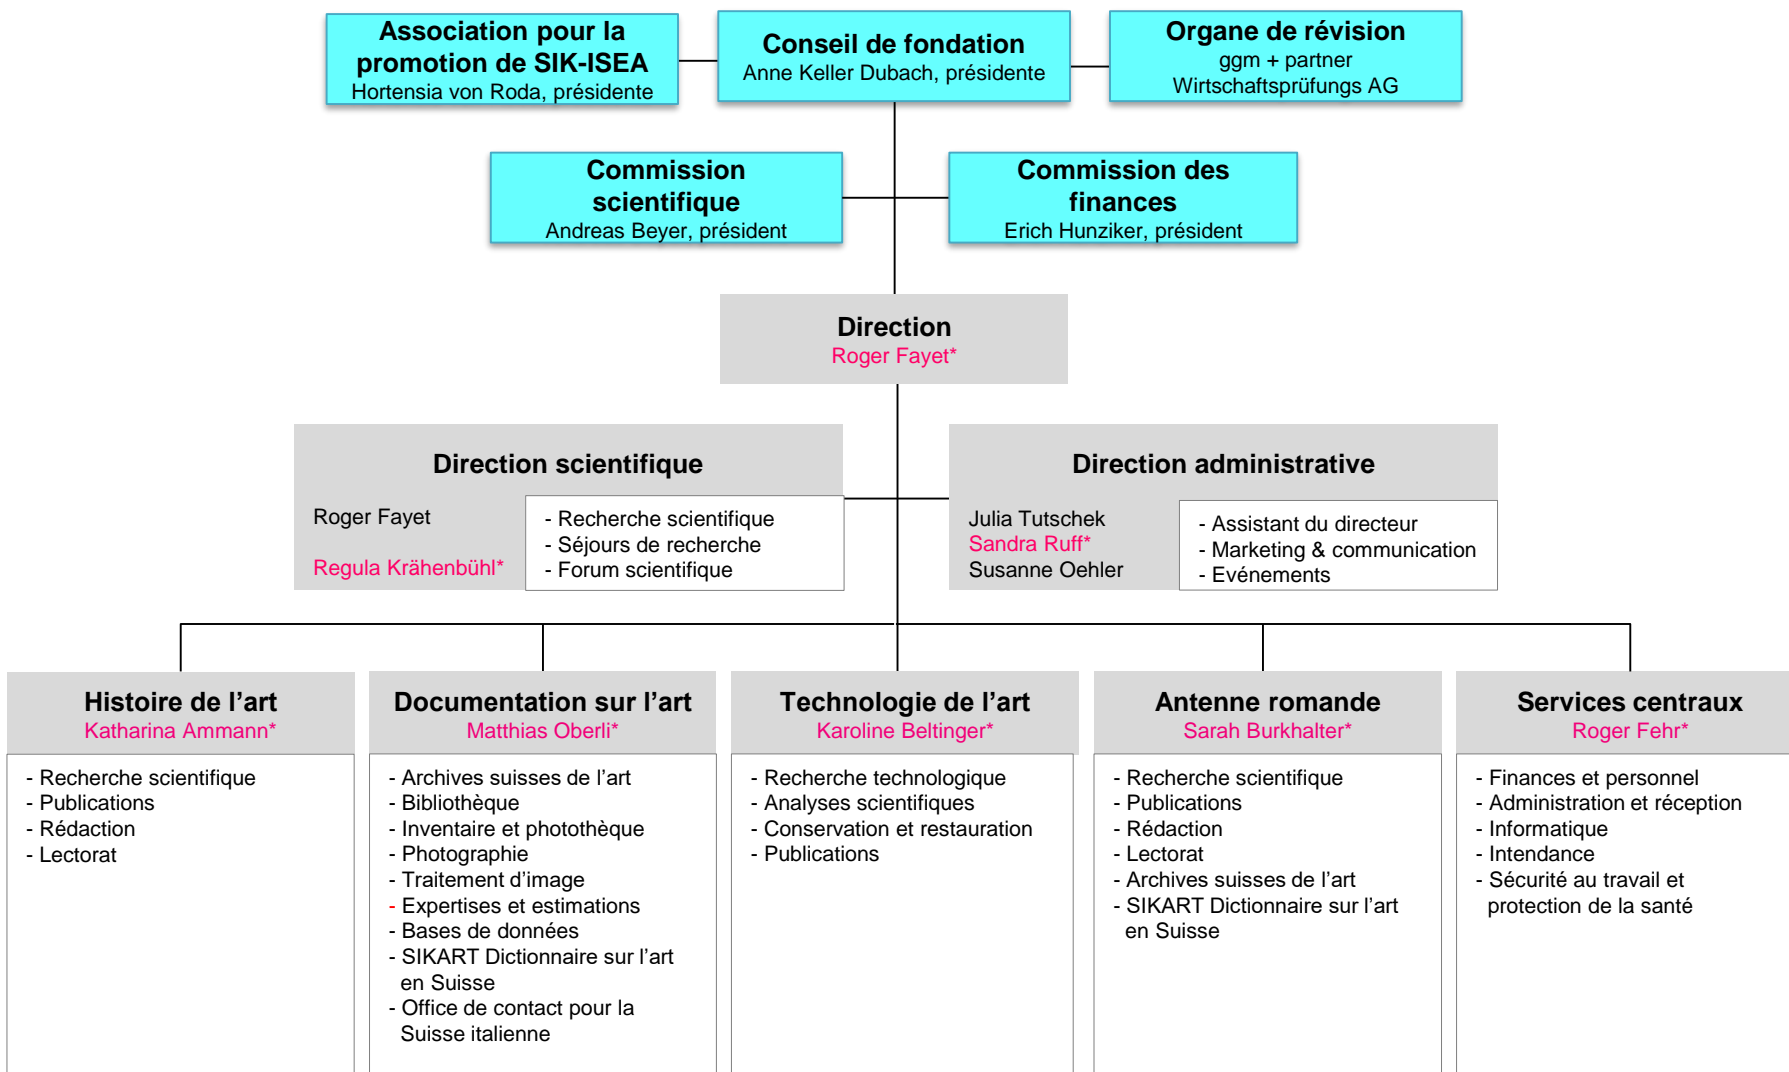 Association pour la
promotion de SIK-ISEA
Hortensia von Roda, présidente
Conseil de fondation
Anne Keller Dubach, présidente
Organe de révision
ggm + partner
Wirtschaftsprüfungs AG
Commission
scientifique
Andreas Beyer, président
Commission des
finances
Erich Hunziker, président
Direction
Roger Fayet*
Direction scientifique
Roger Fayet
Regula Krähenbühl*
- Recherche scientifique
- Séjours de recherche
- Forum scientifique
Direction administrative
Julia Tutschek
Sandra Ruff*
Susanne Oehler
- Assistant du directeur
- Marketing & communication
- Evénements
Histoire de l’art
Katharina Ammann*
- Recherche scientifique
- Publications
- Rédaction
- Lectorat
Documentation sur l’art
Matthias Oberli*
- Archives suisses de l’art
- Bibliothèque
- Inventaire et photothèque
- Photographie
- Traitement d’image
- Expertises et estimations
- Bases de données
- SIKART Dictionnaire sur l’art
en Suisse
- Office de contact pour la
Suisse italienne
Technologie de l’art
Karoline Beltinger*
- Recherche technologique
- Analyses scientifiques
- Conservation et restauration
- Publications
Antenne romande
Sarah Burkhalter*
- Recherche scientifique
- Publications
- Rédaction
- Lectorat
- Archives suisses de l’art
- SIKART Dictionnaire sur l’art
en Suisse
Services centraux
Roger Fehr*
- Finances et personnel
- Administration et réception
- Informatique
- Intendance
- Sécurité au travail et
protection de la santé